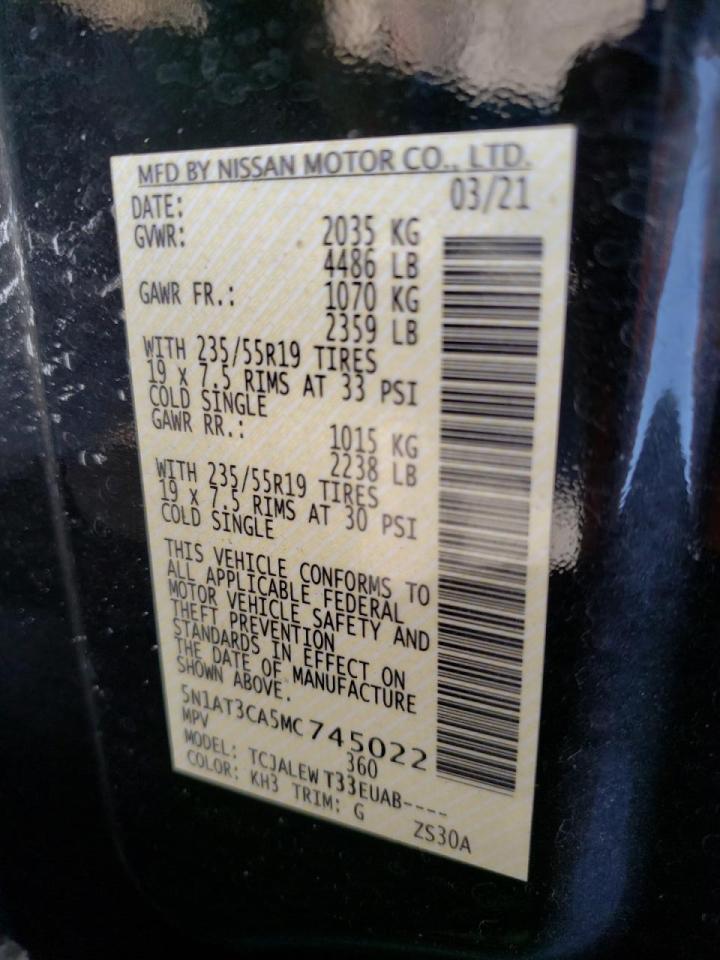 MFD BY NISSAN MOTOR CO., LTD.
DATE: 03/21
GVWR: 2035 KG
4486 LB
GAWR FR.: 1070 KG
2359 LB
WITH 235/55R19 TIRES
19 X 7.5 RIMS AT 33 PSI
COLD SINGLE
GAWR RR.: 1015 KG
2238 LB
WITH 235/55R19 TIRES
19 X 7.5 RIMS AT 30 PSI
COLD SINGLE
THIS VEHICLE CONFORMS TO
ALL APPLICABLE FEDERAL
MOTOR VEHICLE SAFETY AND
THEFT PREVENTION
STANDARDS IN EFFECT ON
THE DATE OF MANUFACTURE
SHOWN ABOVE.
5N1AT3CA5MC745022
MPV 360
MODEL: TCJALEWT33EUAB----
COLOR: KH3 TRIM: G ZS30A